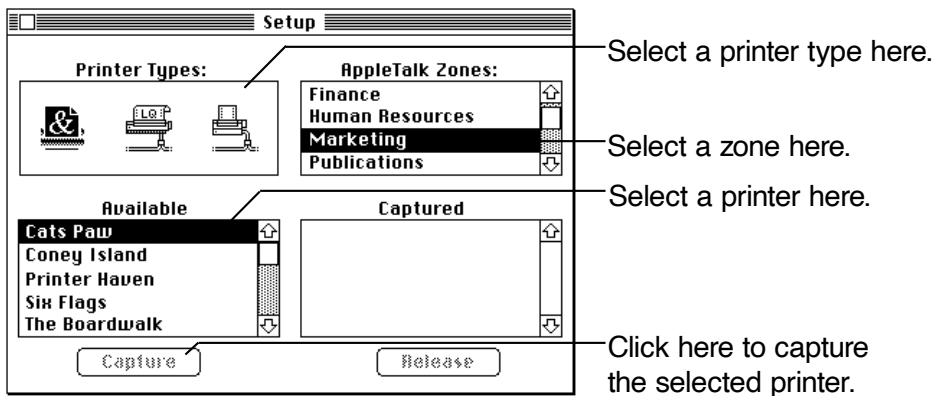 Setup
Printer Types:
&
LQ
AppleTalk Zones:
Finance
Human Resources
Marketing
Publications
Available
Cats Paw
Coney Island
Printer Haven
Six Flags
The Boardwalk
Captured
Capture
Release
Select a printer type here.
Select a zone here.
Select a printer here.
Click here to capture
the selected printer.